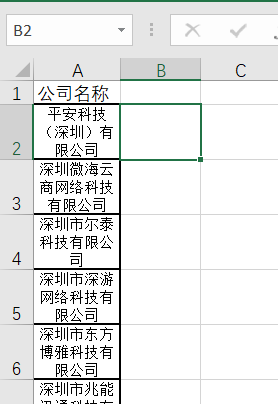 B2
A B C
1 公司名称
平安科技
（深圳）有
2 限公司
深圳微海云
商网络科技
3 有限公司
深圳市尔泰
科技有限公
4 司
深圳市深游
网络科技有
5 限公司
深圳市东方
博雅科技有
6 限公司
深圳市兆能